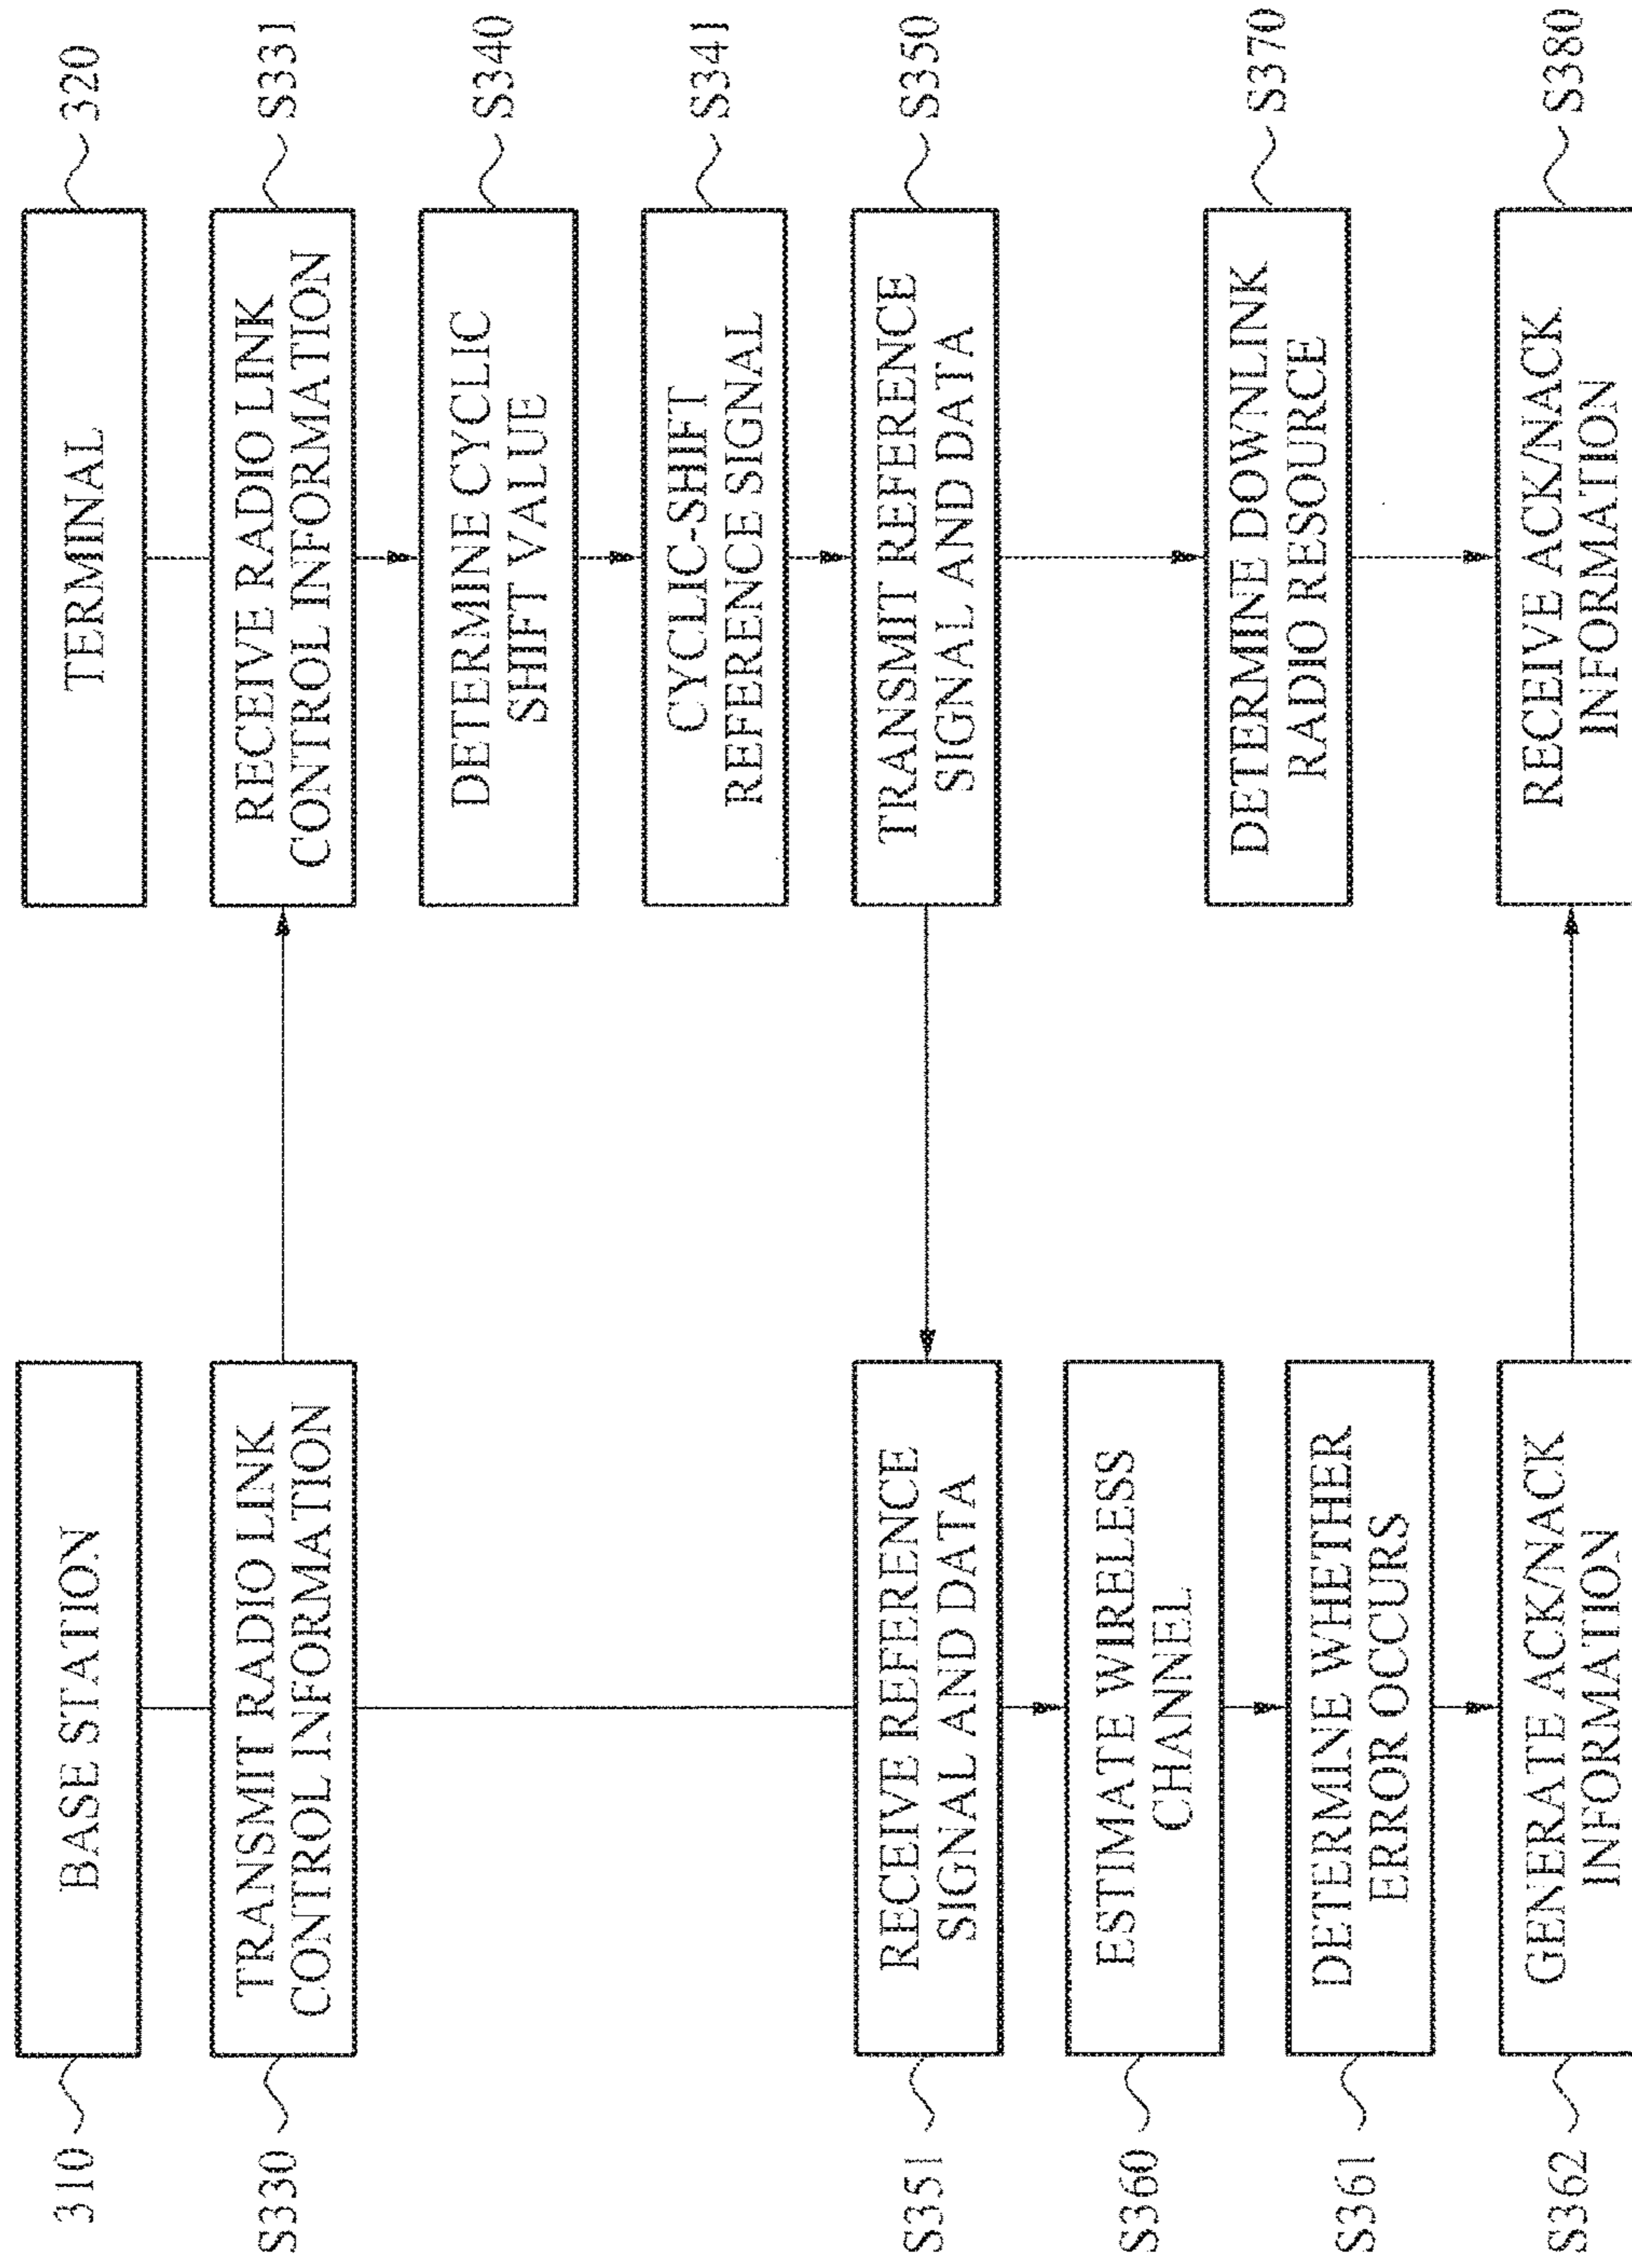 310
BASE STATION
TERMINAL
320
S330
TRANSMIT RADIO LINK
CONTROL INFORMATION
RECEIVE RADIO LINK
CONTROL INFORMATION
S331
DETERMINE CYCLIC
SHIFT VALUE
S340
CYCLIC-SHIFT
REFERENCE SIGNAL
S341
S351
RECEIVE REFERENCE
SIGNAL AND DATA
TRANSMIT REFERENCE
SIGNAL AND DATA
S350
S360
ESTIMATE WIRELESS
CHANNEL
S361
DETERMINE WHETHER
ERROR OCCURS
DETERMINE DOWNLINK
RADIO RESOURCE
S370
S362
GENERATE ACK/NACK
INFORMATION
RECEIVE ACK/NACK
INFORMATION
S380